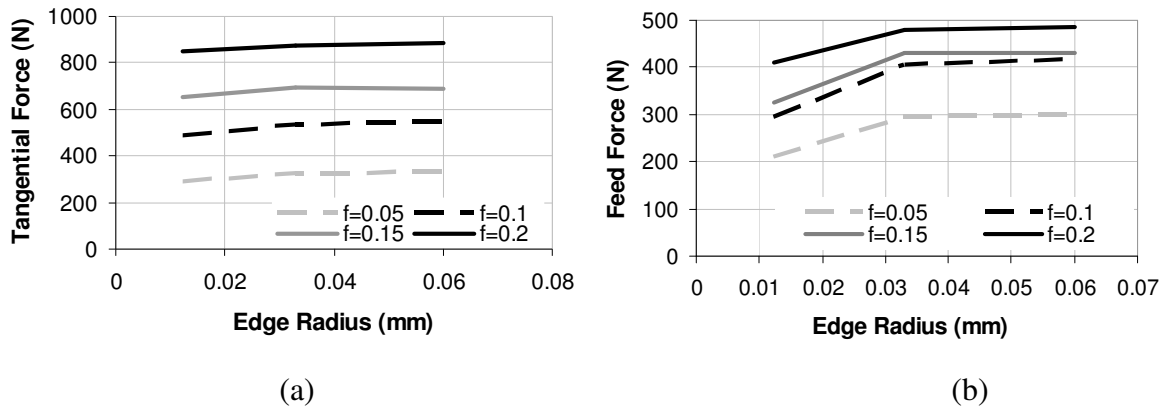 Tangential Force (N)
1000
800
600
400
200
0
f=0.05 f=0.1
f=0.15 f=0.2
0 0.02 0.04 0.06 0.08
Edge Radius (mm)
(a)
Feed Force (N)
500
400
300
200
100
0
f=0.05 f=0.1
f=0.15 f=0.2
0 0.01 0.02 0.03 0.04 0.05 0.06 0.07
Edge Radius (mm)
(b)